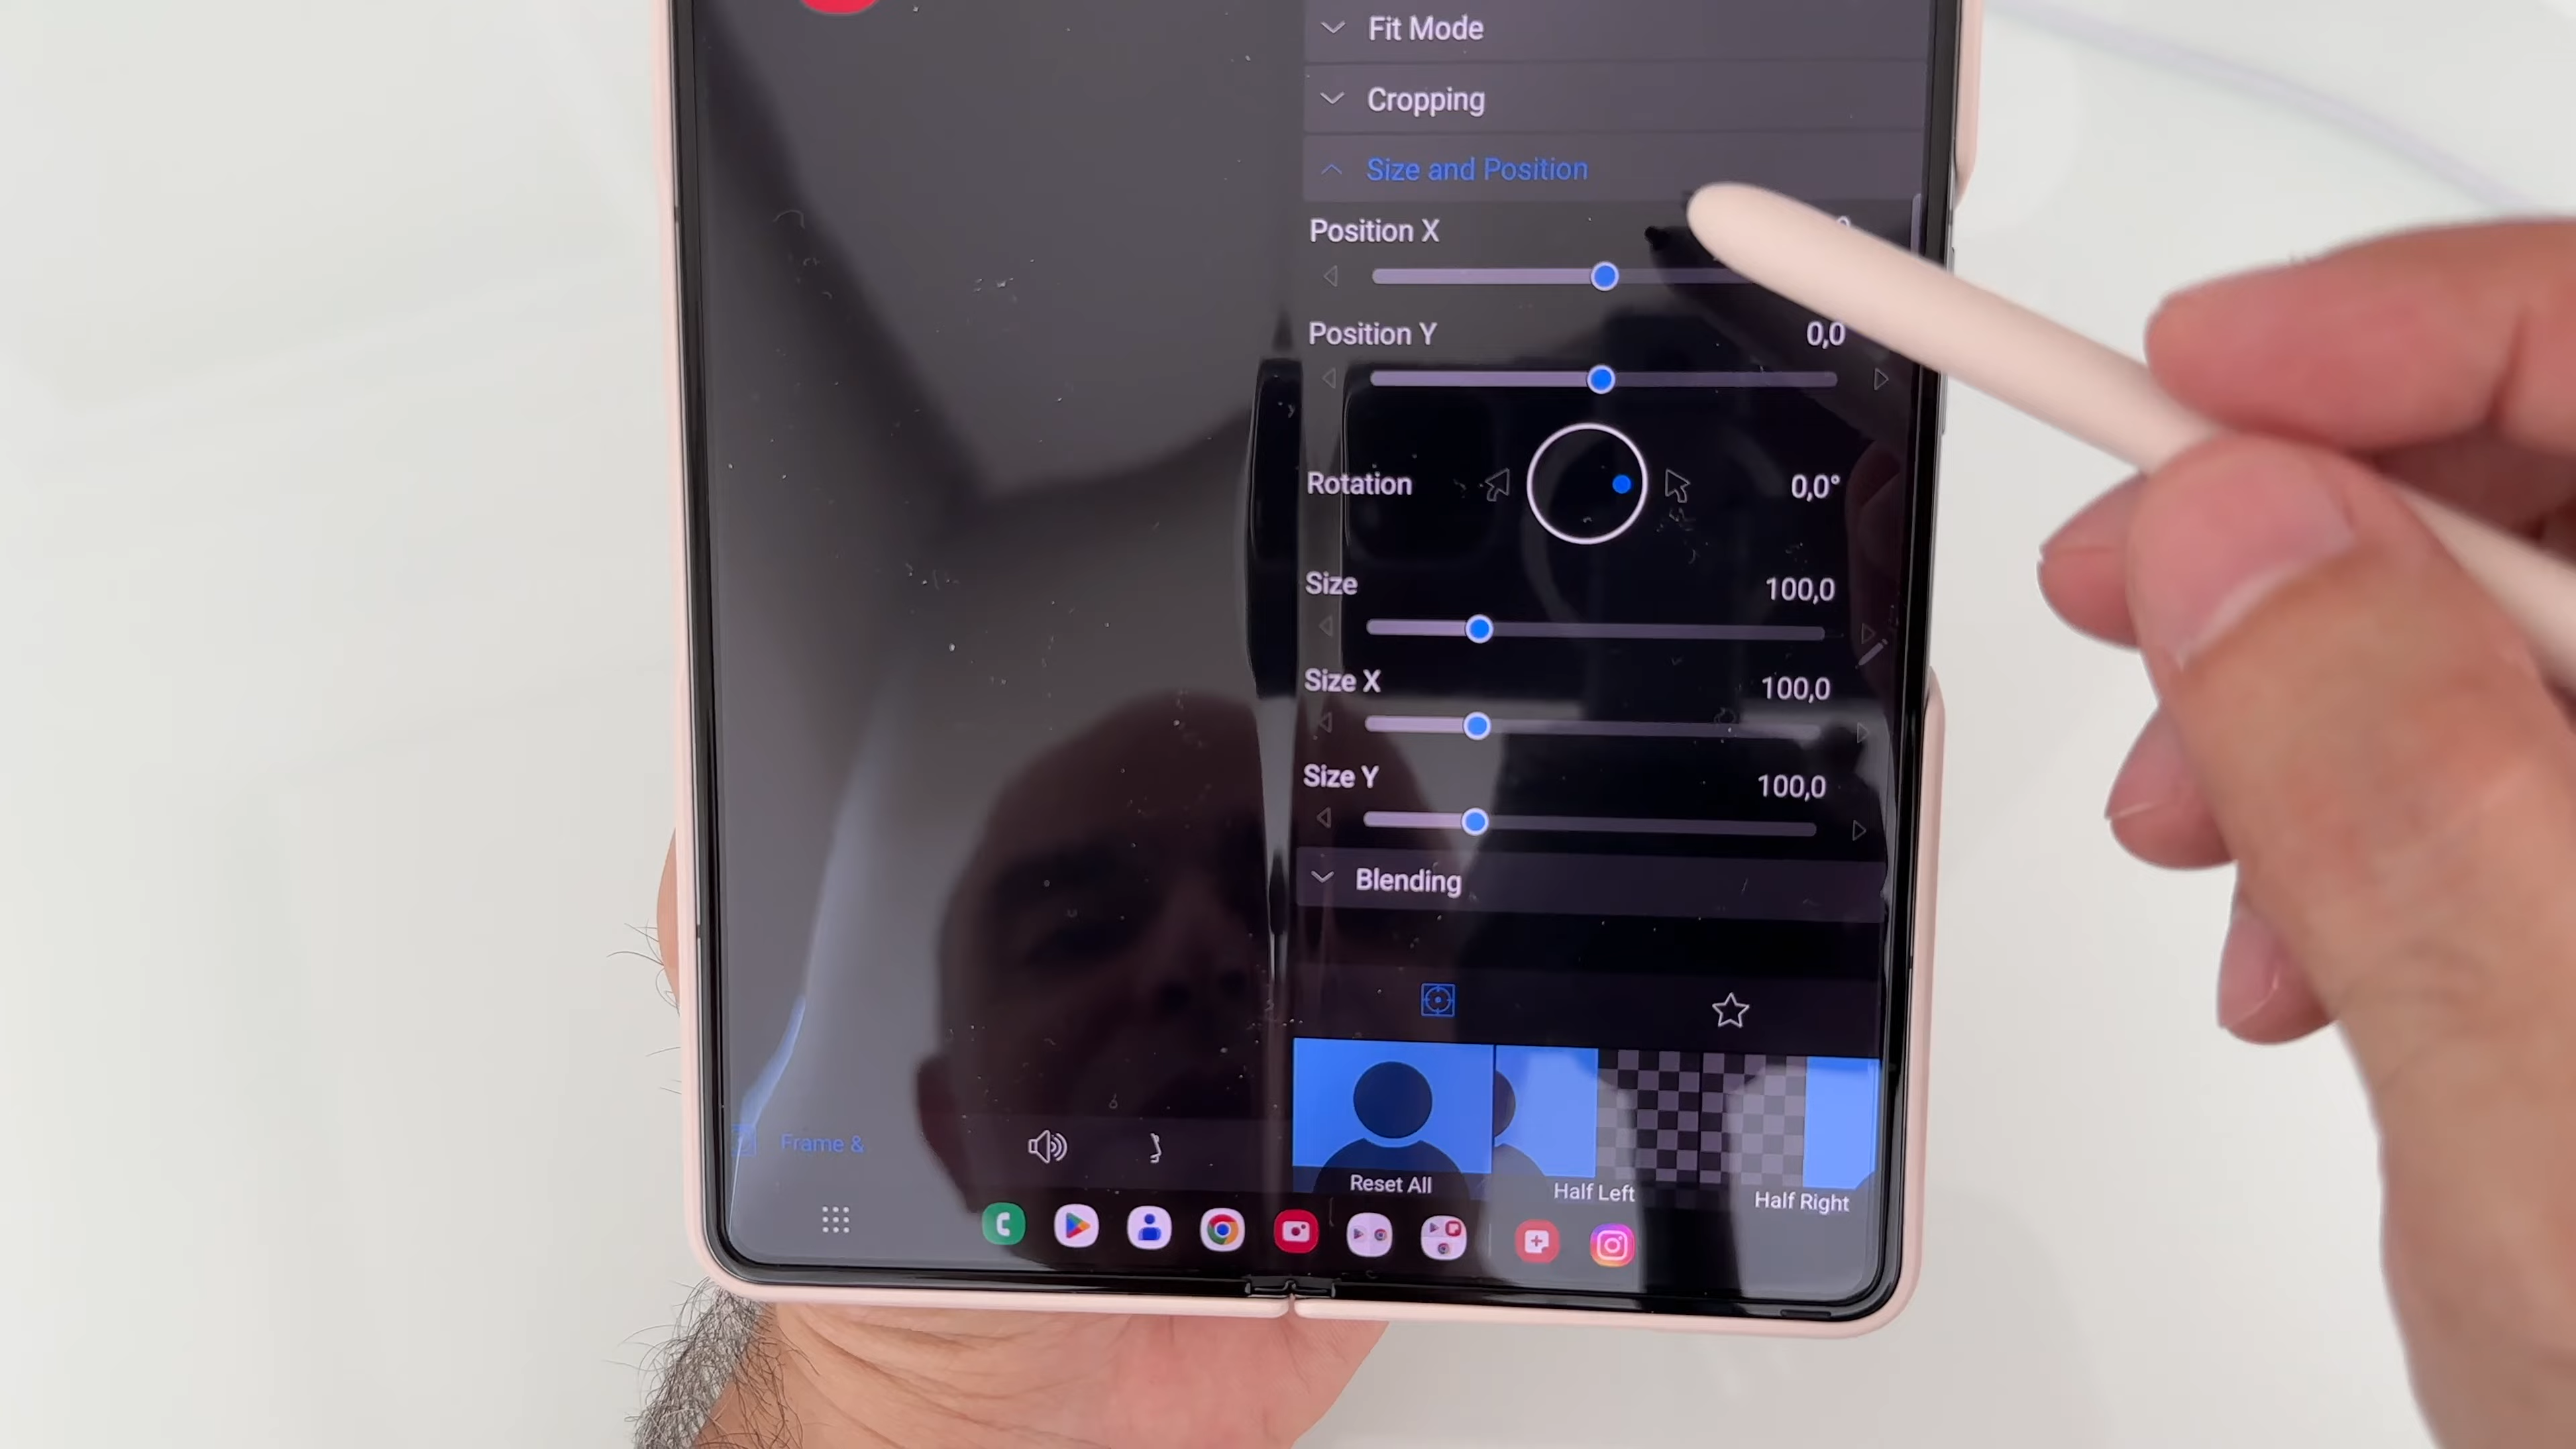 Fit Mode
Cropping
Size and Position
Position X
Position Y 0,0
Rotation 0,0°
Size 100,0
Size X 100,0
Size Y 100,0
Blending
Frame &
Reset All
Half Left
Half Right